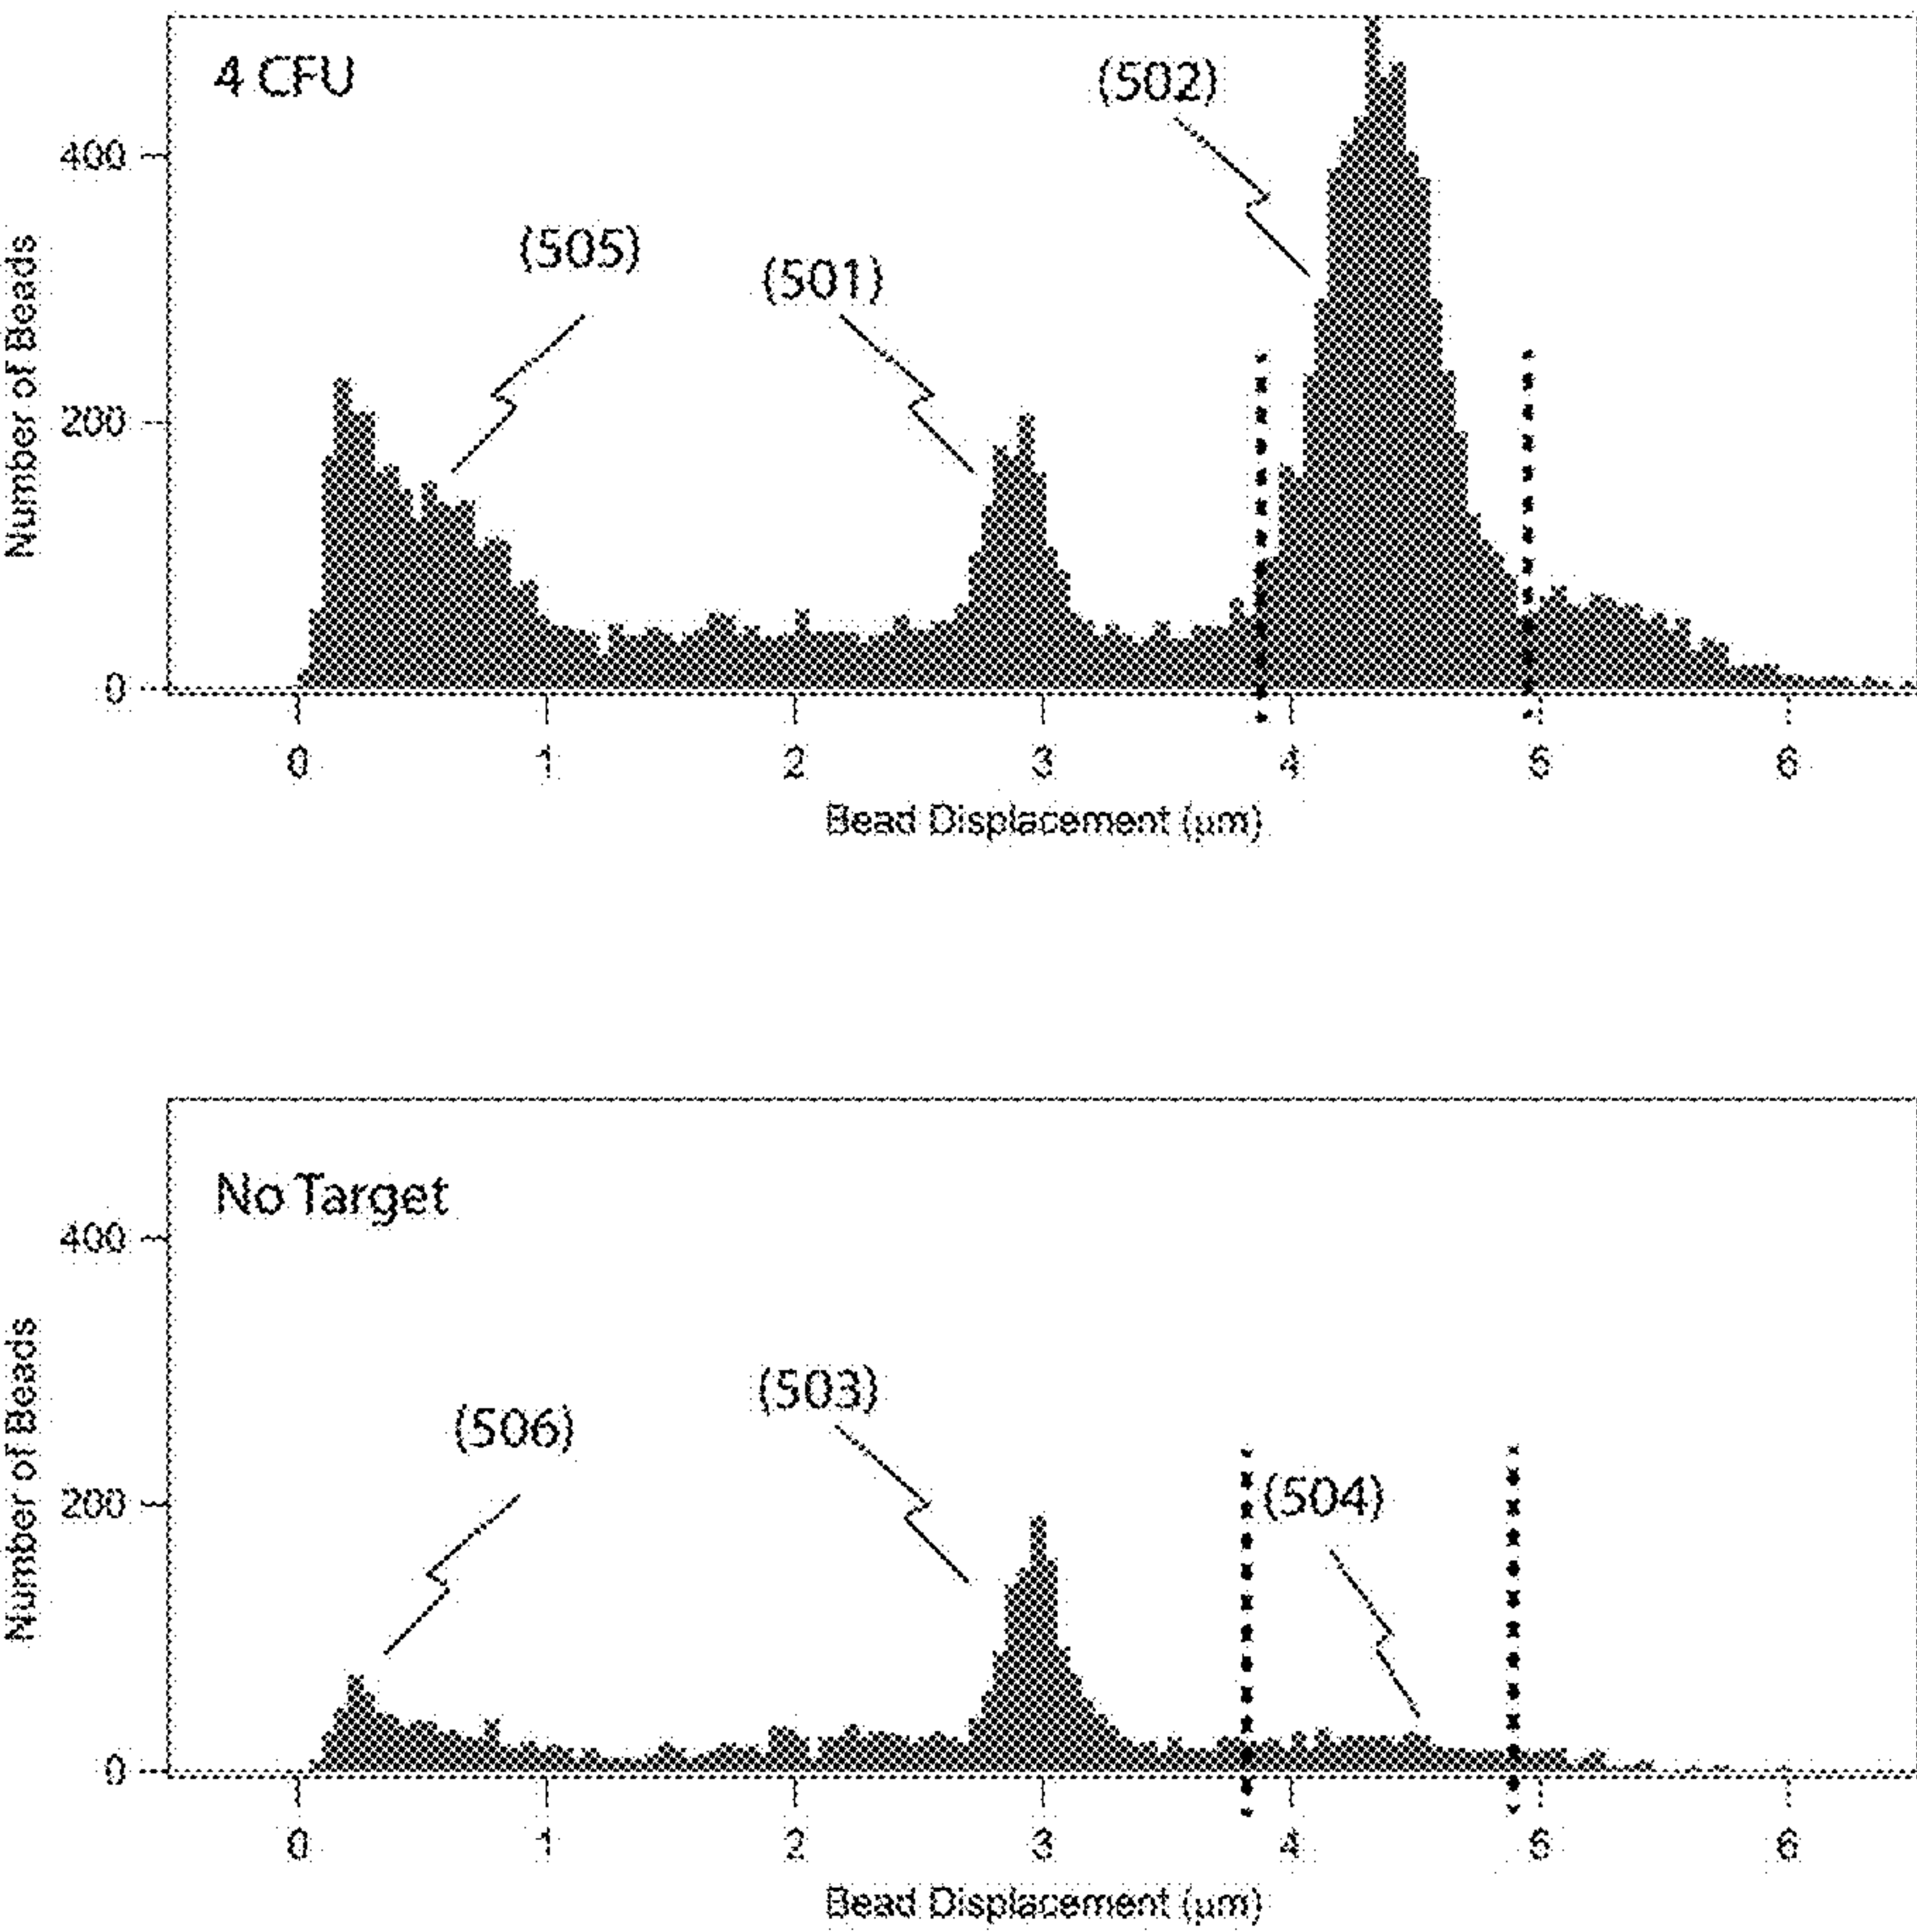 4 CFU
(502)
400
(505)
(501)
Number of Beads
200
0
0 1 2 3 4 5 6
Bead Displacement (µm)
No Target
400
(503)
(506)
Number of Beads
200
(504)
0
0 1 2 3 4 5 6
Bead Displacement (µm)